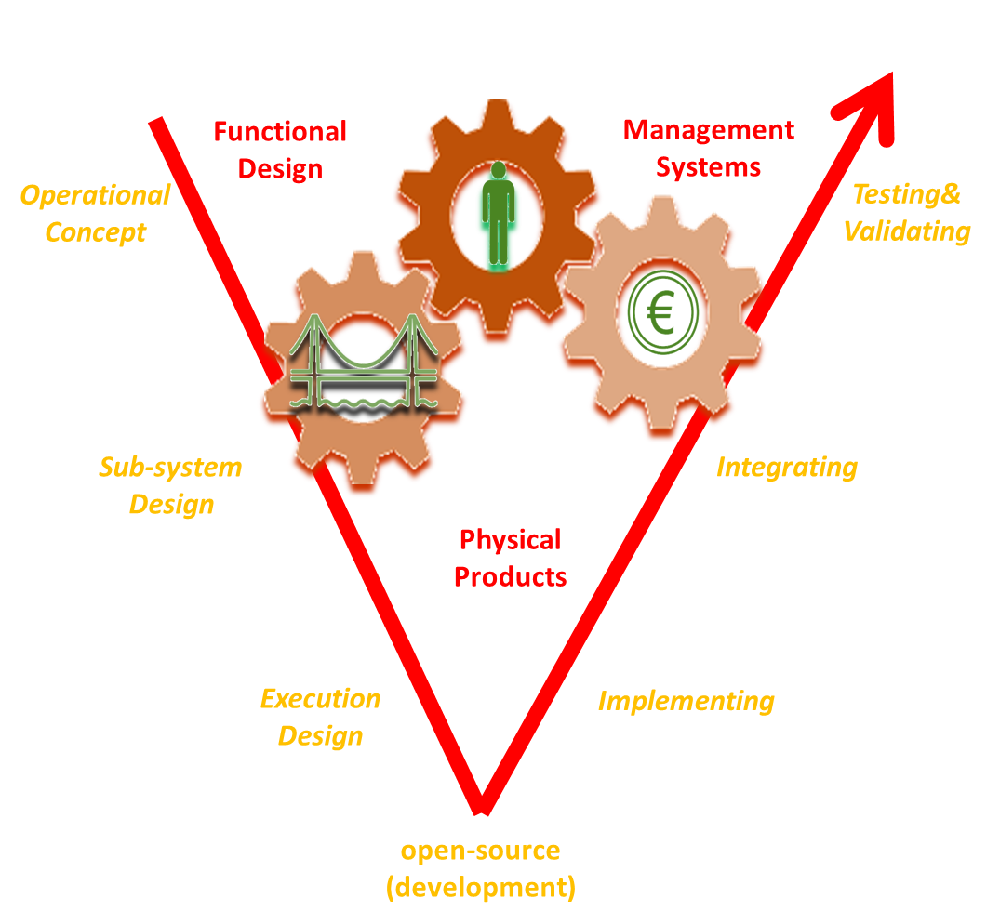 Functional
Design
Management
Systems
Operational
Concept
Testing&
Validating
€
Sub-system
Design
Integrating
Physical
Products
Execution
Design
Implementing
open-source
(development)